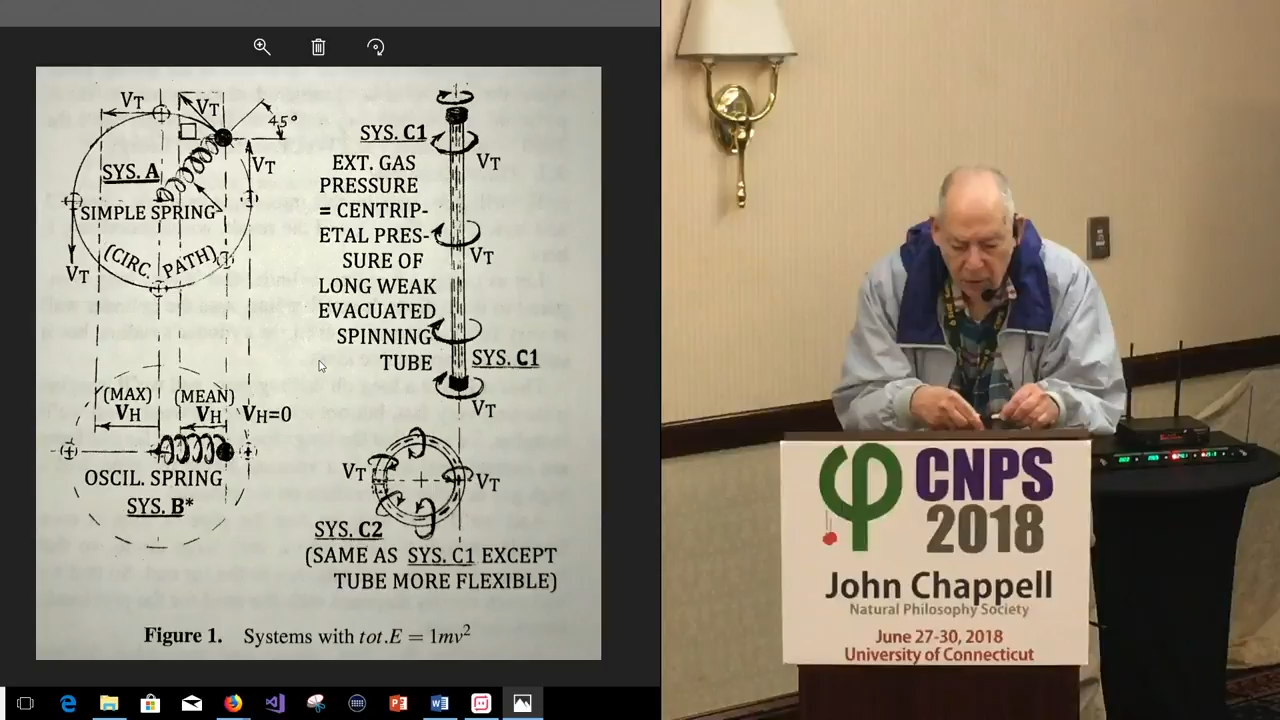 VT
VT
45°
SYS. A
VT
SIMPLE SPRING
(CIRC. PATH)
VT
(MAX)
VH
(MEAN)
VH
VH=0
OSCIL. SPRING
SYS. B*
SYS. C1
VT
EXT. GAS
PRESSURE
= CENTRIP-
ETAL PRES-
VT
SURE OF
LONG WEAK
EVACUATED
SPINNING
TUBE
SYS. C1
VT
VT
VT
SYS. C2
(SAME AS SYS. C1 EXCEPT
TUBE MORE FLEXIBLE)
Figure 1. Systems with tot.E = 1mv²
CNPS
2018
John Chappell
Natural Philosophy Society
June 27-30, 2018
University of Connecticut